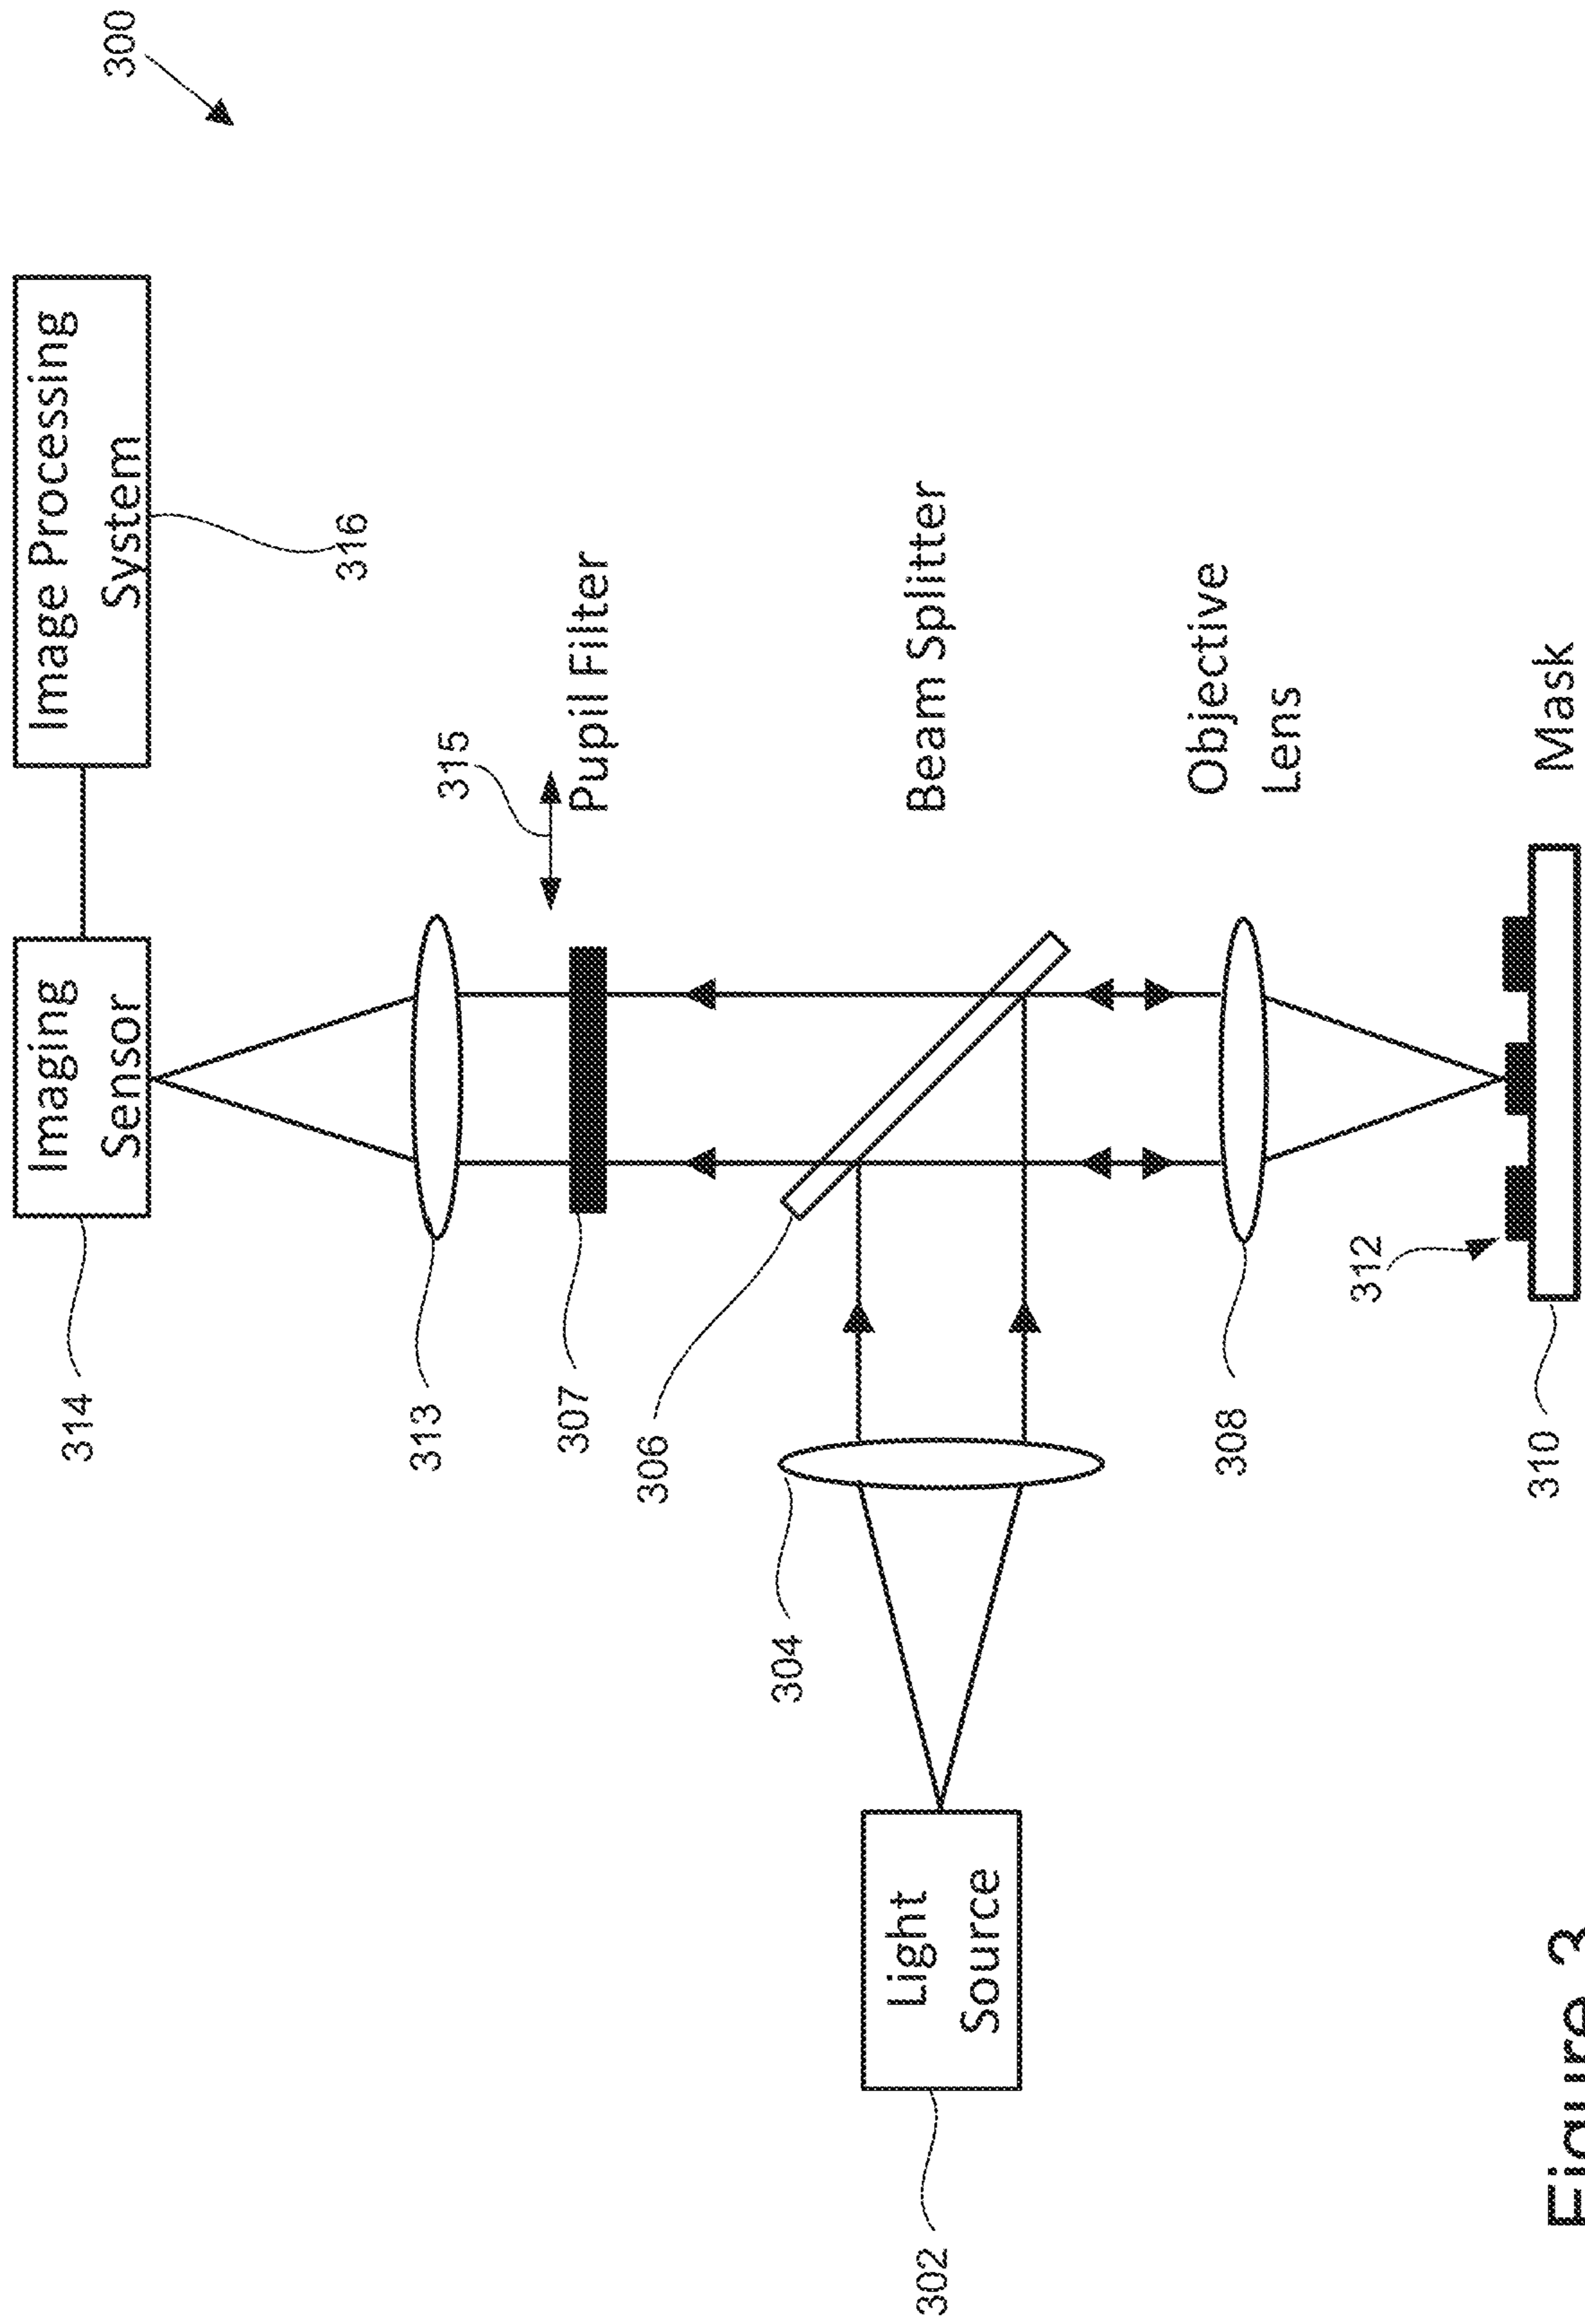 Imaging
Sensor
Image Processing
System
314
300
316
313
315
307
Pupil Filter
306
304
302
Light
Source
Beam Splitter
308
Objective
Lens
312
310
Mask
Figure 3